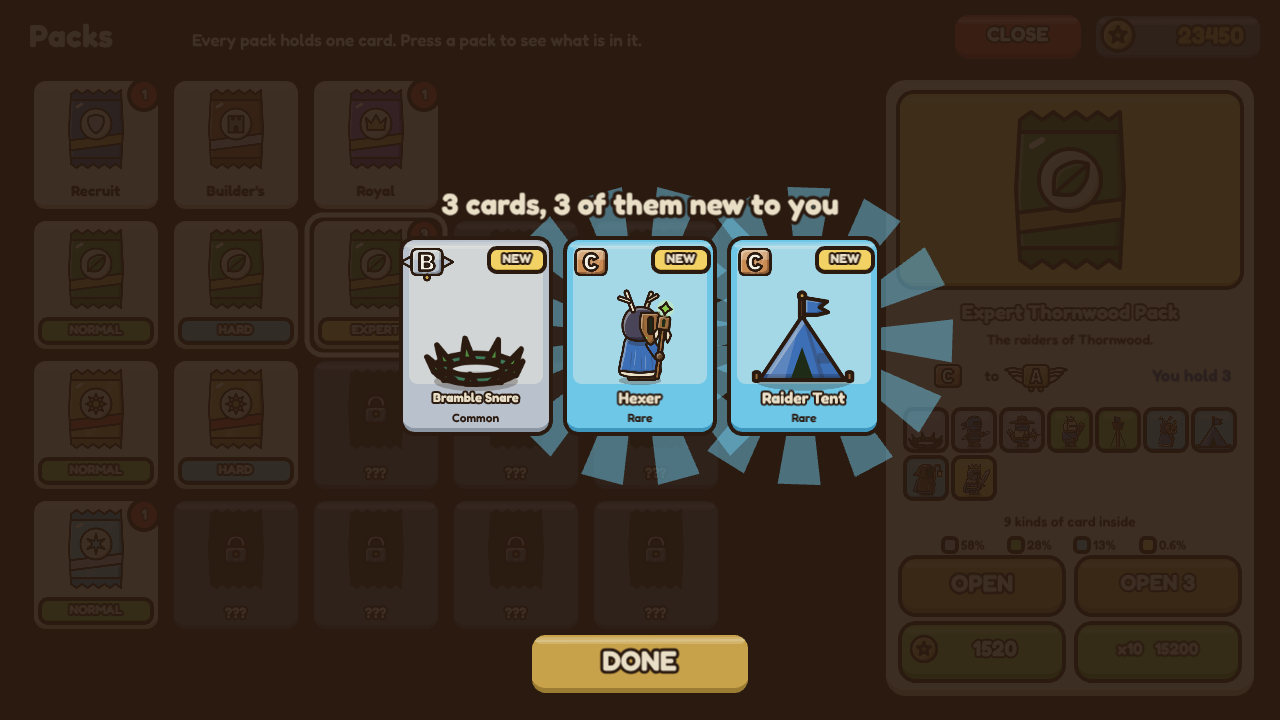 Packs
Every pack holds one card. Press a pack to see what is in it.
CLOSE
23450
1
1
Recruit
Builder's
Royal
3 cards, 3 of them new to you
B
NEW
C
NEW
C
NEW
Bramble Snare
Common
Hexer
Rare
Raider Tent
Rare
NORMAL
HARD
EXPERT
Expert Thornwood Pack
The raiders of Thornwood.
C to A
You hold 3
NORMAL
HARD
???
???
???
9 kinds of card inside
58% 28% 13% 0.6%
1
NORMAL
???
???
???
???
OPEN
OPEN 3
1520
x10 15200
DONE